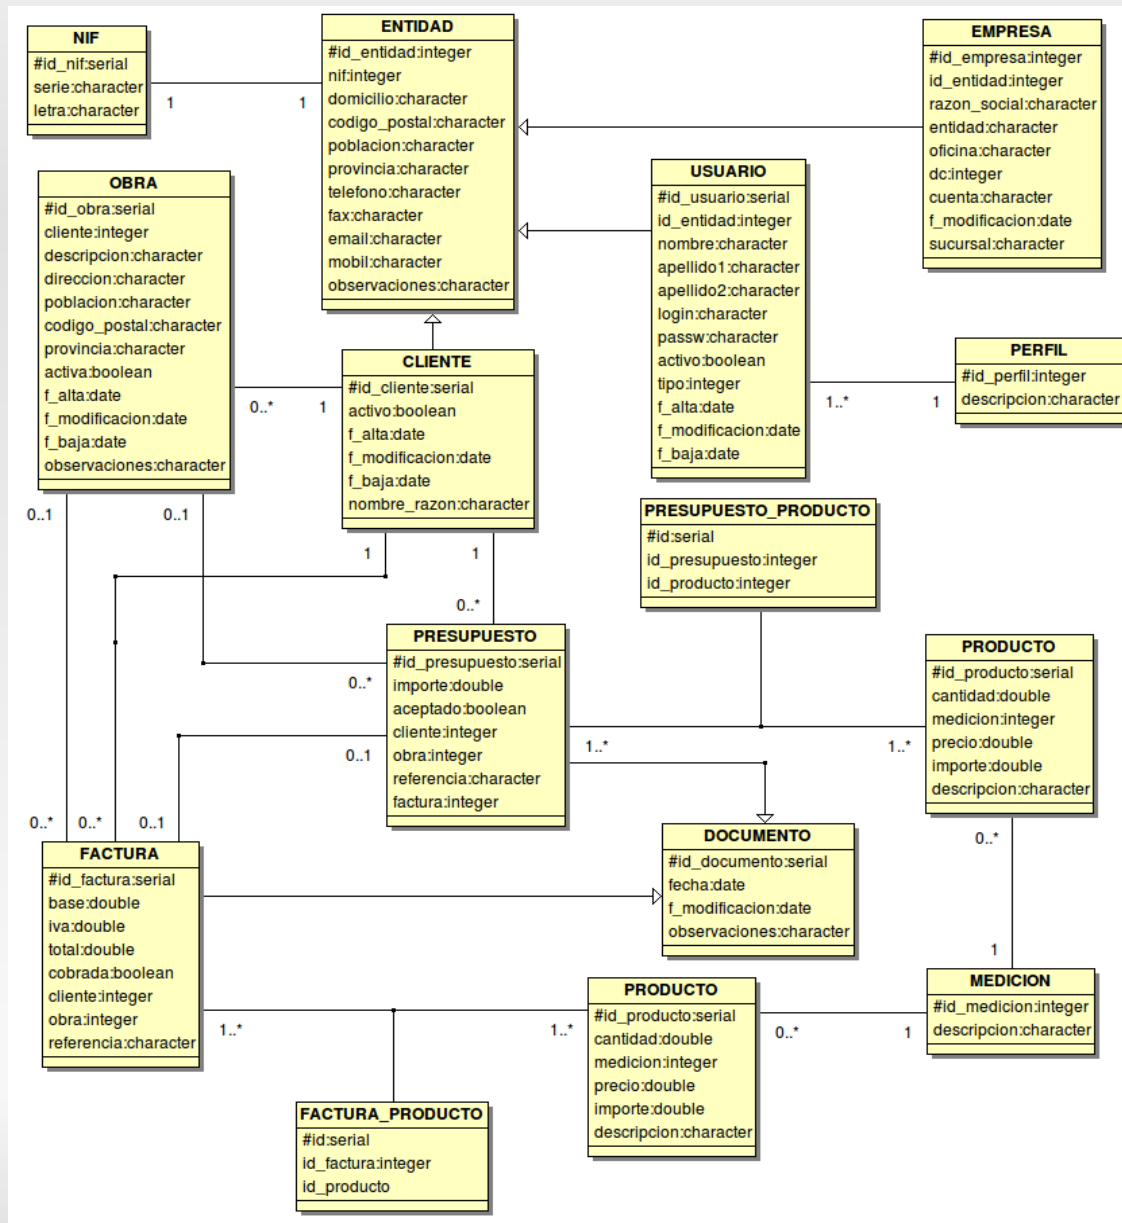 NIF
#id_nif:serial
serie:character
letra:character
ENTIDAD
#id_entidad:integer
nif:integer
domicilio:character
codigo_postal:character
poblacion:character
provincia:character
telefono:character
fax:character
email:character
mobil:character
observaciones:character
EMPRESA
#id_empresa:integer
id_entidad:integer
razon_social:character
entidad:character
oficina:character
dc:integer
cuenta:character
f_modificacion:date
sucursal:character
1
1
OBRA
#id_obra:serial
cliente:integer
descripcion:character
direccion:character
poblacion:character
codigo_postal:character
provincia:character
activa:boolean
f_alta:date
f_modificacion:date
f_baja:date
observaciones:character
USUARIO
#id_usuario:serial
id_entidad:integer
nombre:character
apellido1:character
apellido2:character
login:character
passw:character
activo:boolean
tipo:integer
f_alta:date
f_modificacion:date
f_baja:date
PERFIL
#id_perfil:integer
descripcion:character
1..*
1
CLIENTE
#id_cliente:serial
activo:boolean
f_alta:date
f_modificacion:date
f_baja:date
nombre_razon:character
0..*
1
0..1
0..1
1
1
0..*
PRESUPUESTO_PRODUCTO
#id:serial
id_presupuesto:integer
id_producto:integer
PRESUPUESTO
#id_presupuesto:serial
importe:double
aceptado:boolean
cliente:integer
obra:integer
referencia:character
factura:integer
0..*
0..1
1..*
1..*
PRODUCTO
#id_producto:serial
cantidad:double
medicion:integer
precio:double
importe:double
descripcion:character
0..*
0..*
0..*
0..1
1
FACTURA
#id_factura:serial
base:double
iva:double
total:double
cobrada:boolean
cliente:integer
obra:integer
referencia:character
DOCUMENTO
#id_documento:serial
fecha:date
f_modificacion:date
observaciones:character
MEDICION
#id_medicion:integer
descripcion:character
1..*
1..*
PRODUCTO
#id_producto:serial
cantidad:double
medicion:integer
precio:double
importe:double
descripcion:character
0..*
1
FACTURA_PRODUCTO
#id:serial
id_factura:integer
id_producto